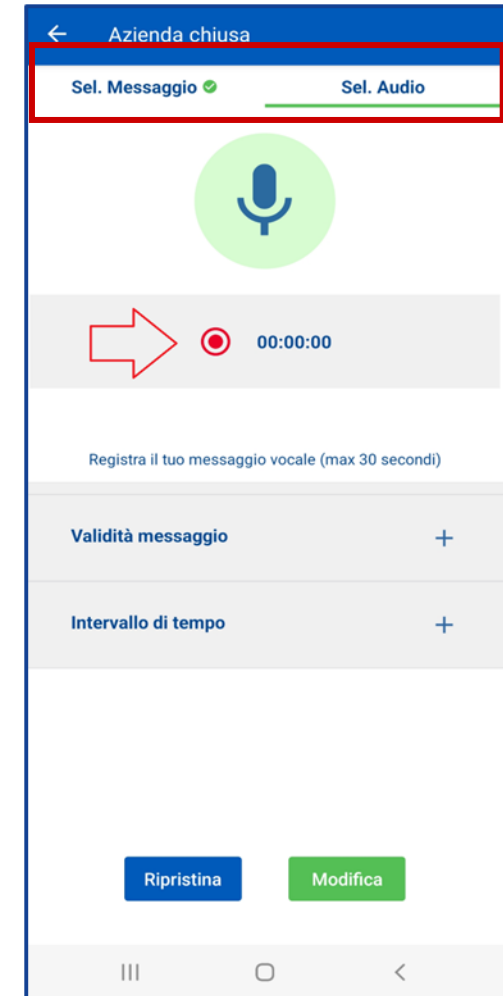 Azienda chiusa
Sel. Messaggio Sel. Audio
00:00:00
Registra il tuo messaggio vocale (max 30 secondi)
Validità messaggio
Intervallo di tempo
Ripristina Modifica